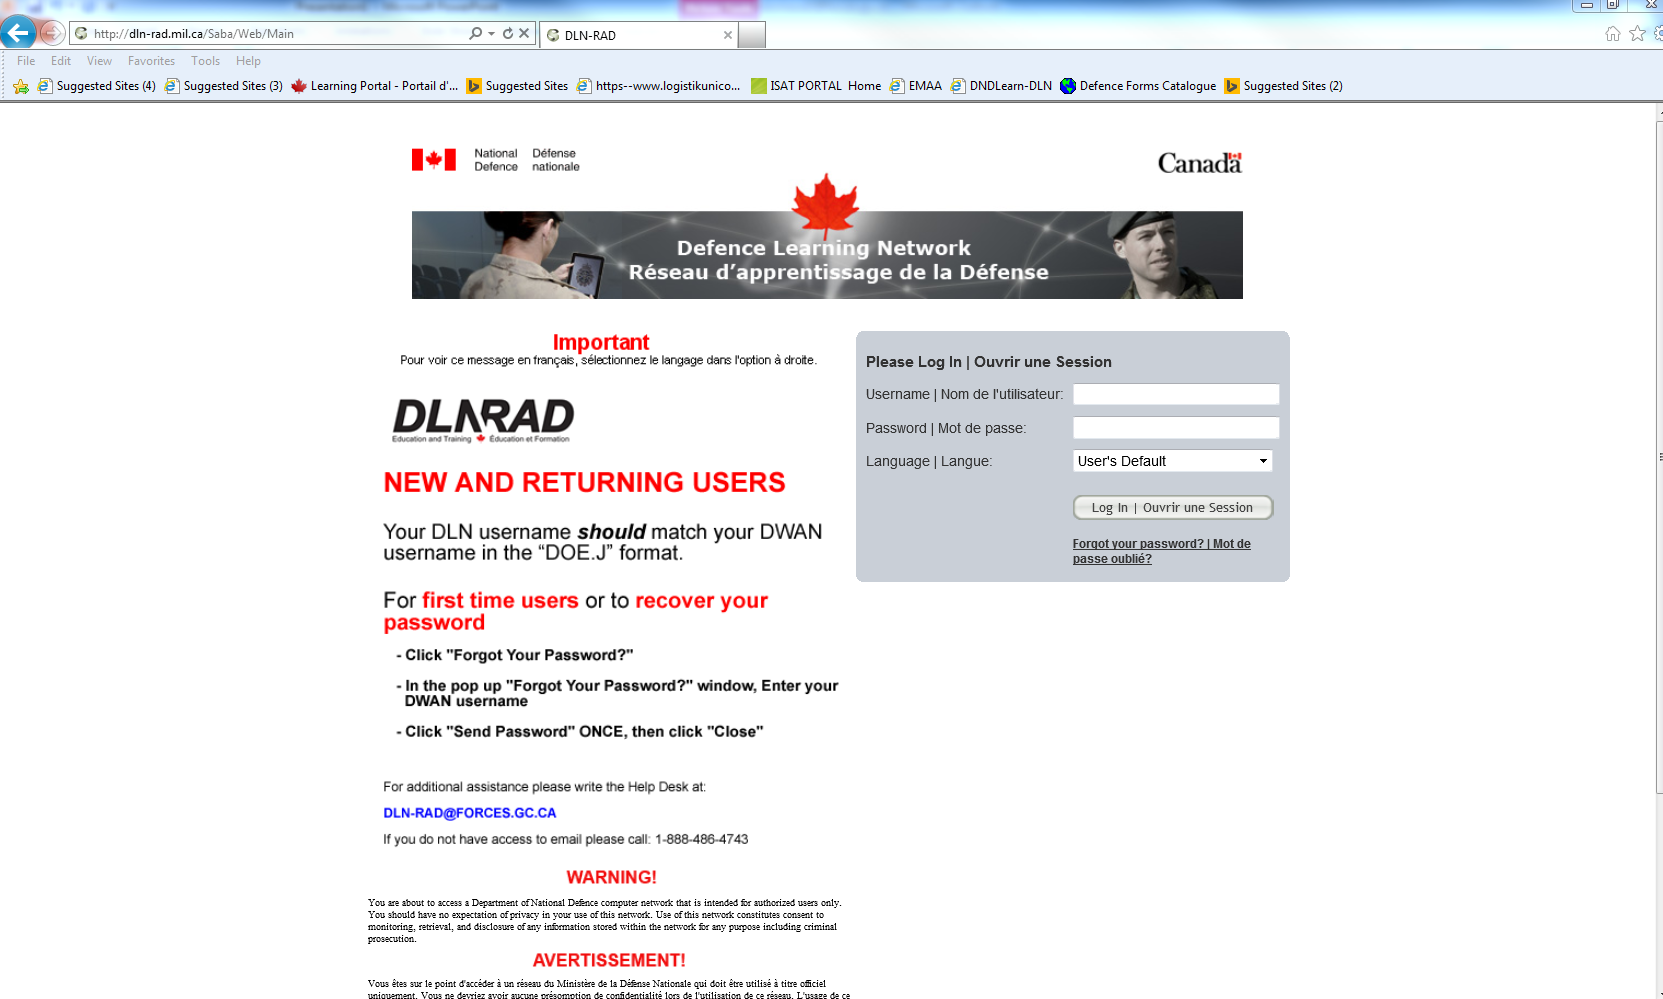 http://dln-rad.mil.ca/Saba/Web/Main
DLN-RAD
File Edit View Favorites Tools Help
Suggested Sites (4) Suggested Sites (3) Learning Portal - Portail d'... Suggested Sites https--www.logistikunico... ISAT PORTAL Home EMAA DNDLearn-DLN Defence Forms Catalogue Suggested Sites (2)
National Défense
Defence nationale
Canada
Defence Learning Network
Réseau d'apprentissage de la Défense
Important
Pour voir ce message en français, sélectionnez le langage dans l'option à droite.
DLN RAD
Education and Training Éducation et Formation
NEW AND RETURNING USERS
Your DLN username should match your DWAN
username in the “DOE.J” format.
For first time users or to recover your
password
- Click "Forgot Your Password?"
- In the pop up "Forgot Your Password?" window, Enter your
DWAN username
- Click "Send Password" ONCE, then click "Close"
For additional assistance please write the Help Desk at:
DLN-RAD@FORCES.GC.CA
If you do not have access to email please call: 1-888-486-4743
WARNING!
You are about to access a Department of National Defence computer network that is intended for authorized users only.
You should have no expectation of privacy in your use of this network. Use of this network constitutes consent to
monitoring, retrieval, and disclosure of any information stored within the network for any purpose including criminal
prosecution.
AVERTISSEMENT!
Vous êtes sur le point d'accéder à un réseau du Ministère de la Défense Nationale qui doit être utilisé à titre officiel
uniquement. Vous ne devriez avoir aucune présomption de confidentialité lors de l'utilisation de ce réseau. L'usage de ce
Please Log In | Ouvrir une Session
Username | Nom de l'utilisateur:
Password | Mot de passe:
Language | Langue: User's Default
Log In | Ouvrir une Session
Forgot your password? | Mot de
passe oublié?